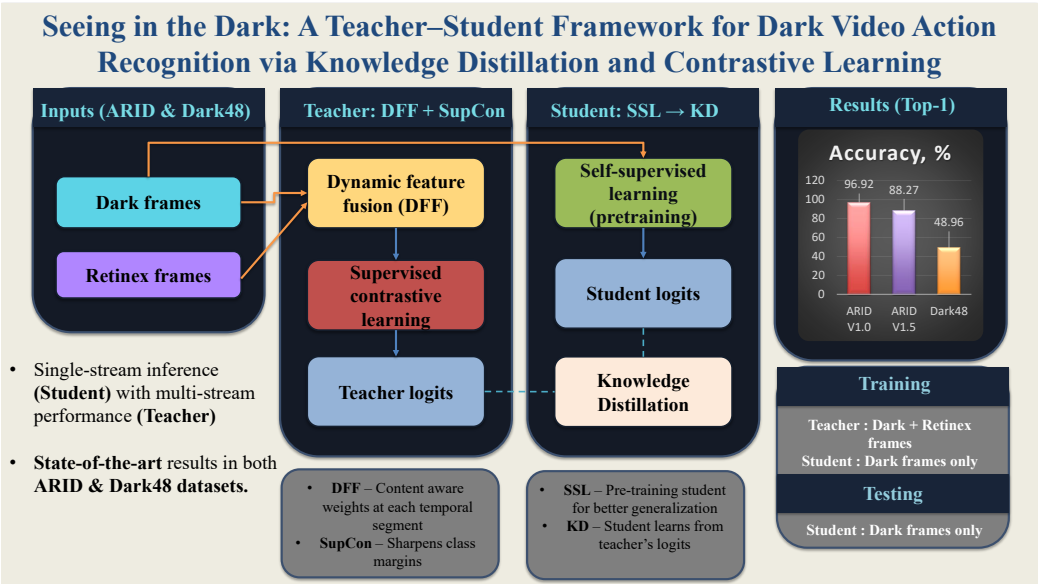 Seeing in the Dark: A Teacher–Student Framework for Dark Video Action
Recognition via Knowledge Distillation and Contrastive Learning
Inputs (ARID & Dark48)
Dark frames
Retinex frames
• Single-stream inference
(Student) with multi-stream
performance (Teacher)
• State-of-the-art results in both
ARID & Dark48 datasets.
Teacher: DFF + SupCon
Dynamic feature
fusion (DFF)
Supervised
contrastive
learning
Teacher logits
• DFF – Content aware
weights at each temporal
segment
• SupCon – Sharpens class
margins
Student: SSL → KD
Self-supervised
learning
(pretraining)
Student logits
Knowledge
Distillation
• SSL – Pre-training student
for better generalization
• KD – Student learns from
teacher's logits
Results (Top-1)
Accuracy, %
120
100
80
60
40
20
0
96.92
88.27
48.96
ARID
V1.0
ARID
V1.5
Dark48
Training
Teacher : Dark + Retinex
frames
Student : Dark frames only
Testing
Student : Dark frames only